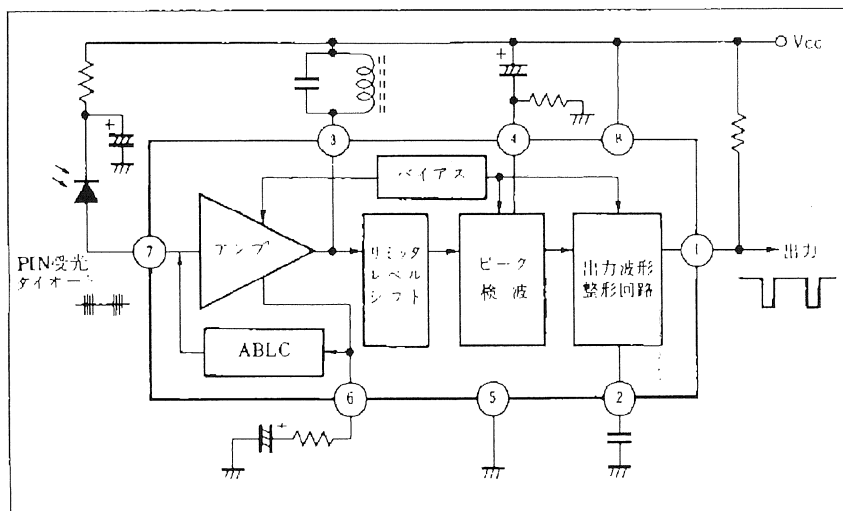 Vcc
+
+
3
4
8
バイアス
アンプ
リミッタ
レベル
シフト
ピーク
検波
出力波形
整形回路
7
1
出力
PIN受光
ダイオード
ABLC
6
5
2
+